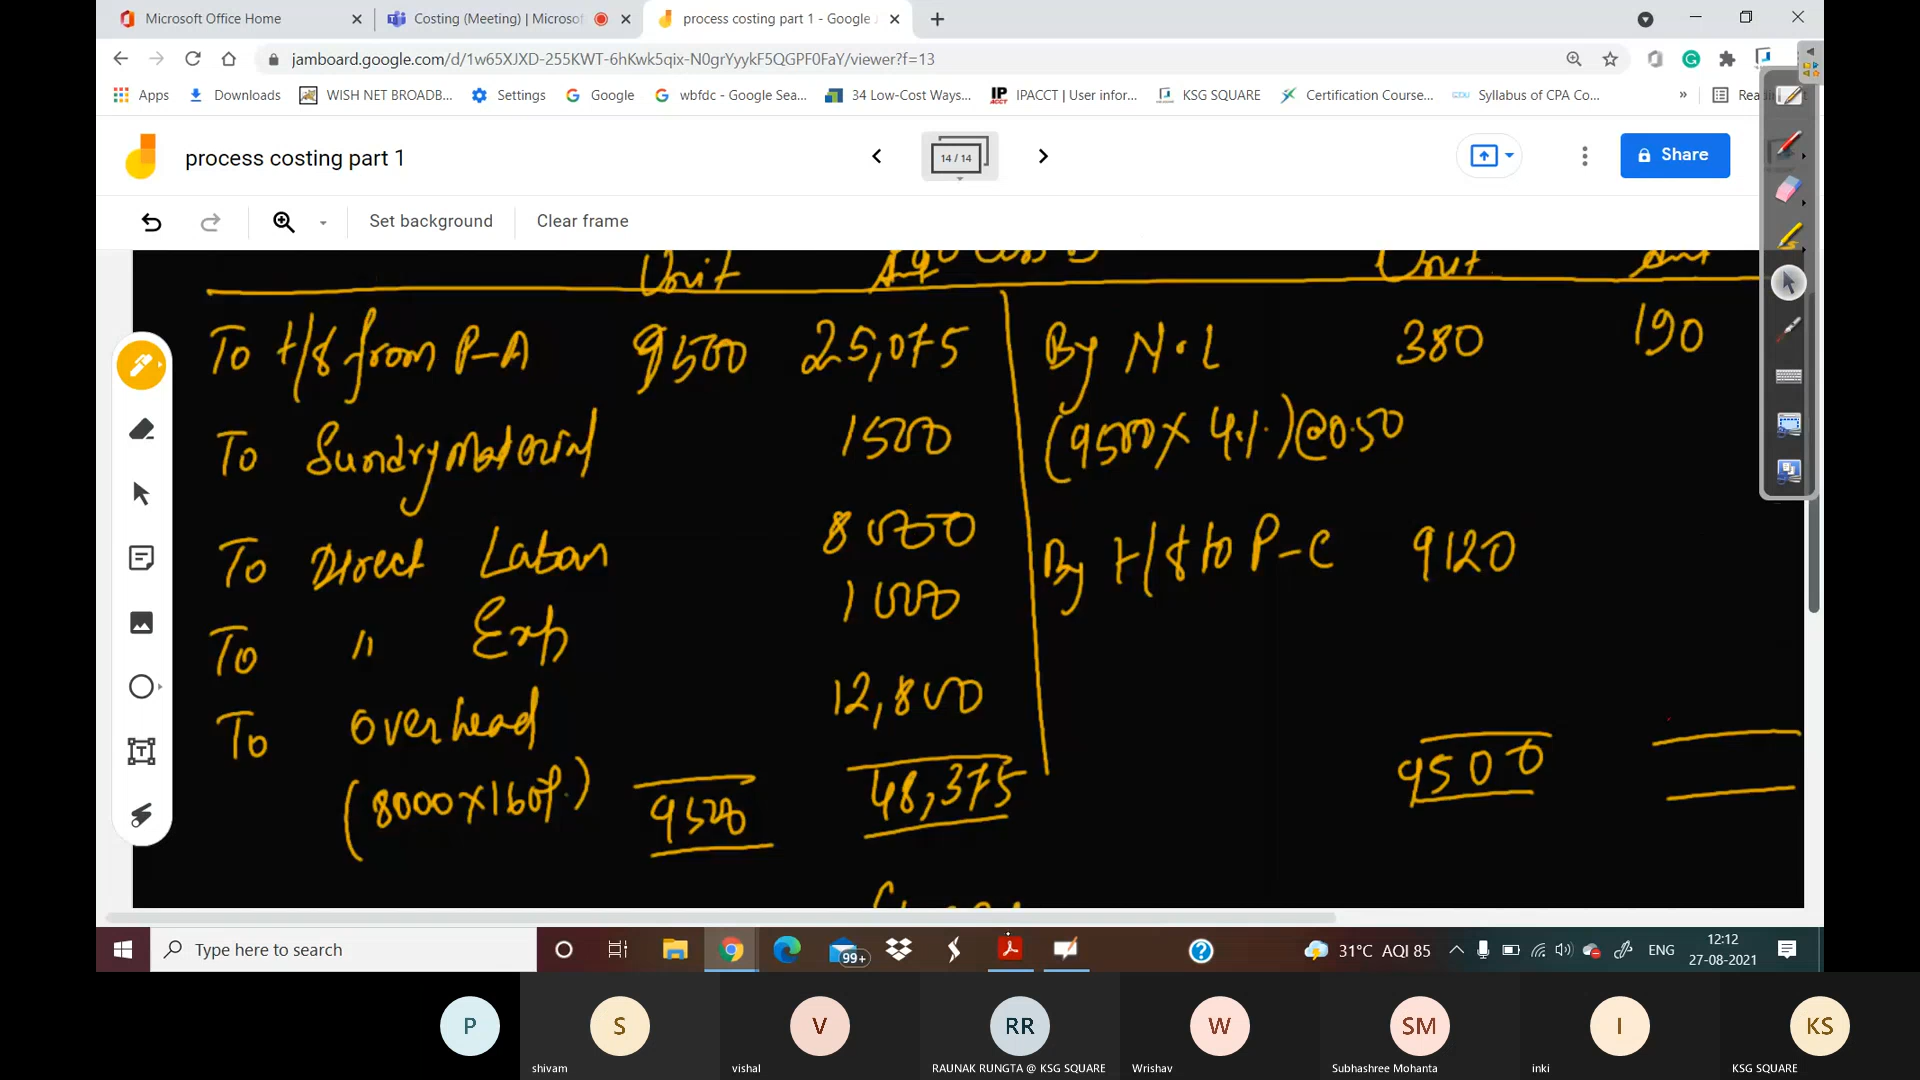 Microsoft Office Home
Costing (Meeting) | Microsof
process costing part 1 - Google J
jamboard.google.com/d/1w65XJXD-255KWT-6hKwk5qix-N0grYyykF5QGPF0FaY/viewer?f=13
Apps Downloads WISH NET BROADB... Settings Google wbfdc - Google Sea... 34 Low-Cost Ways... IP ACCT IPACCT | User infor... KSG SQUARE Certification Course... CDU Syllabus of CPA Co... »
process costing part 1
14 / 14
Share
Set background Clear frame
Unit Unit
To t/f from P-A 9500 25,075 By N.L 380 190
To Sundry Material 1500 (9500 x 4%) @0.50
To Direct Labour 8000 By t/f to P-C 9120
To " Exp 1000
To Overhead 12,800
(8000 x 160%) 9500 48,375 9500
Type here to search
99+
31°C AQI 85
ENG
12:12
27-08-2021
P S V RR W SM I KS
shivam vishal RAUNAK RUNGTA @ KSG SQUARE Wrishav Subhashree Mohanta inki KSG SQUARE